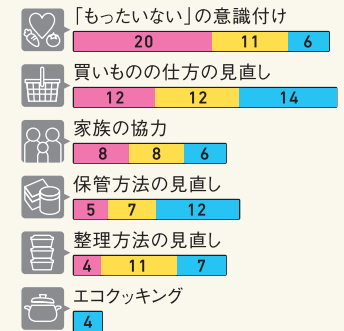 「もったいない」の意識付け
20 11 6
買いものの仕方の見直し
12 12 14
家族の協力
8 8 6
保管方法の見直し
5 7 12
整理方法の見直し
4 11 7
エコクッキング
4